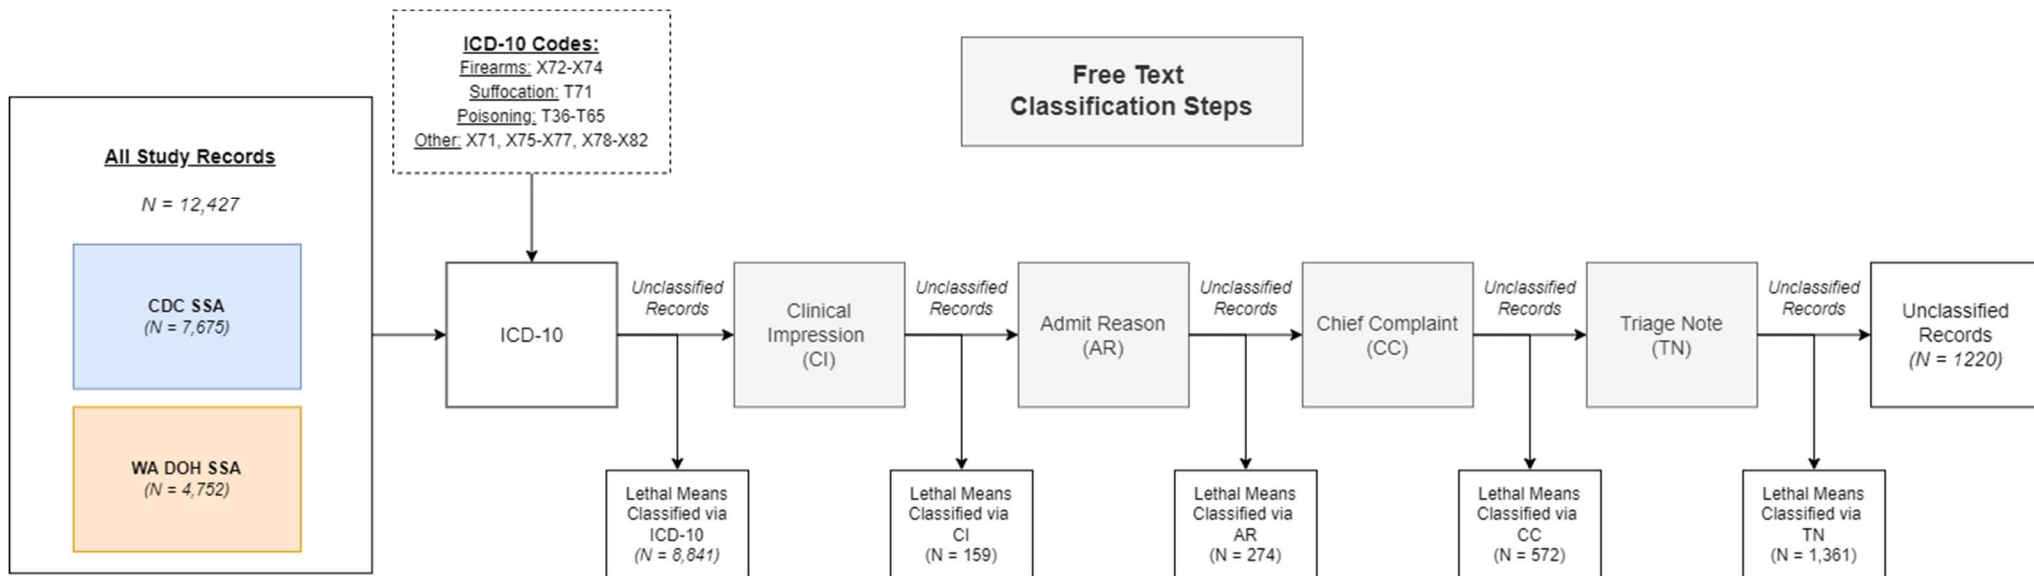 ICD-10 Codes:
Firearms: X72-X74
Suffocation: T71
Poisoning: T36-T65
Other: X71, X75-X77, X78-X82
Free Text
Classification Steps
All Study Records
N = 12,427
CDC SSA
(N = 7,675)
WA DOH SSA
(N = 4,752)
ICD-10
Unclassified
Records
Clinical
Impression
(CI)
Unclassified
Records
Admit Reason
(AR)
Unclassified
Records
Chief Complaint
(CC)
Unclassified
Records
Triage Note
(TN)
Unclassified
Records
Unclassified
Records
(N = 1220)
Lethal Means
Classified via
ICD-10
(N = 8,841)
Lethal Means
Classified via
CI
(N = 159)
Lethal Means
Classified via
AR
(N = 274)
Lethal Means
Classified via
CC
(N = 572)
Lethal Means
Classified via
TN
(N = 1,361)